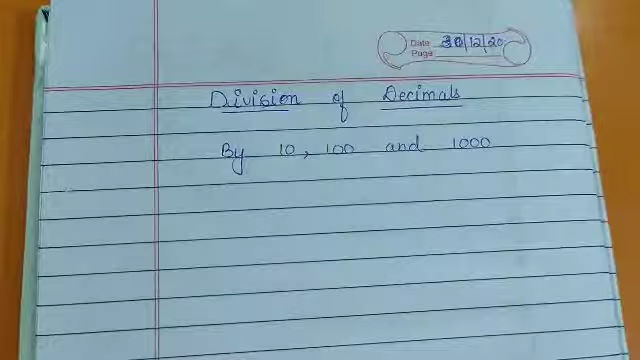 Date 30/12/20
Page
Division of Decimals
By 10, 100 and 1000